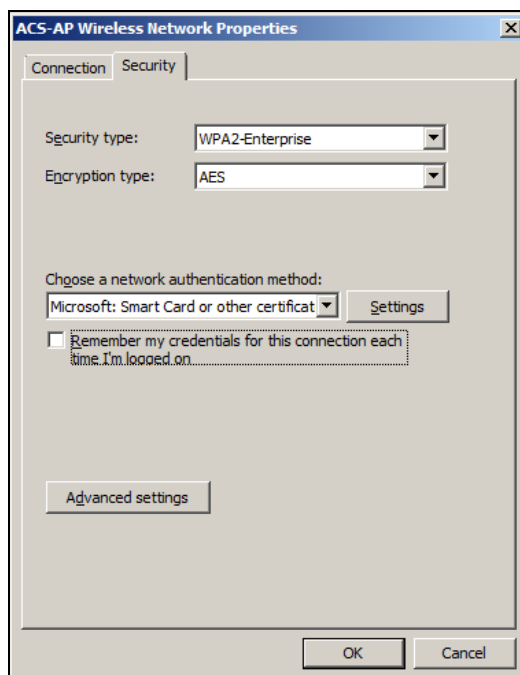 ACS-AP Wireless Network Properties
Connection
Security
Security type:
WPA2-Enterprise
Encryption type:
AES
Choose a network authentication method:
Microsoft: Smart Card or other certificat
Settings
Remember my credentials for this connection each
time I'm logged on
Advanced settings
OK
Cancel